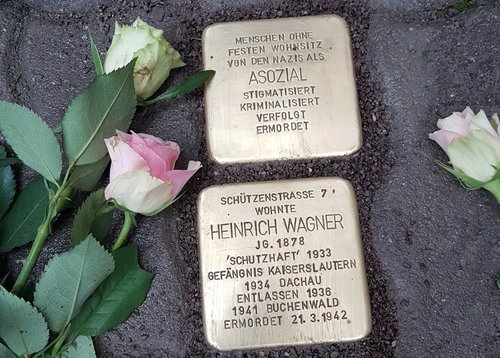 MENSCHEN OHNE
FESTEN WOHNSITZ
VON DEN NAZIS ALS
ASOZIAL
STIGMATISIERT
KRIMINALISIERT
VERFOLGT
ERMORDET
SCHÜTZENSTRASSE 7
WOHNTE
HEINRICH WAGNER
JG. 1878
'SCHUTZHAFT' 1933
GEFÄNGNIS KAISERSLAUTERN
1934 DACHAU
ENTLASSEN 1936
1941 BUCHENWALD
ERMORDET 21.3.1942